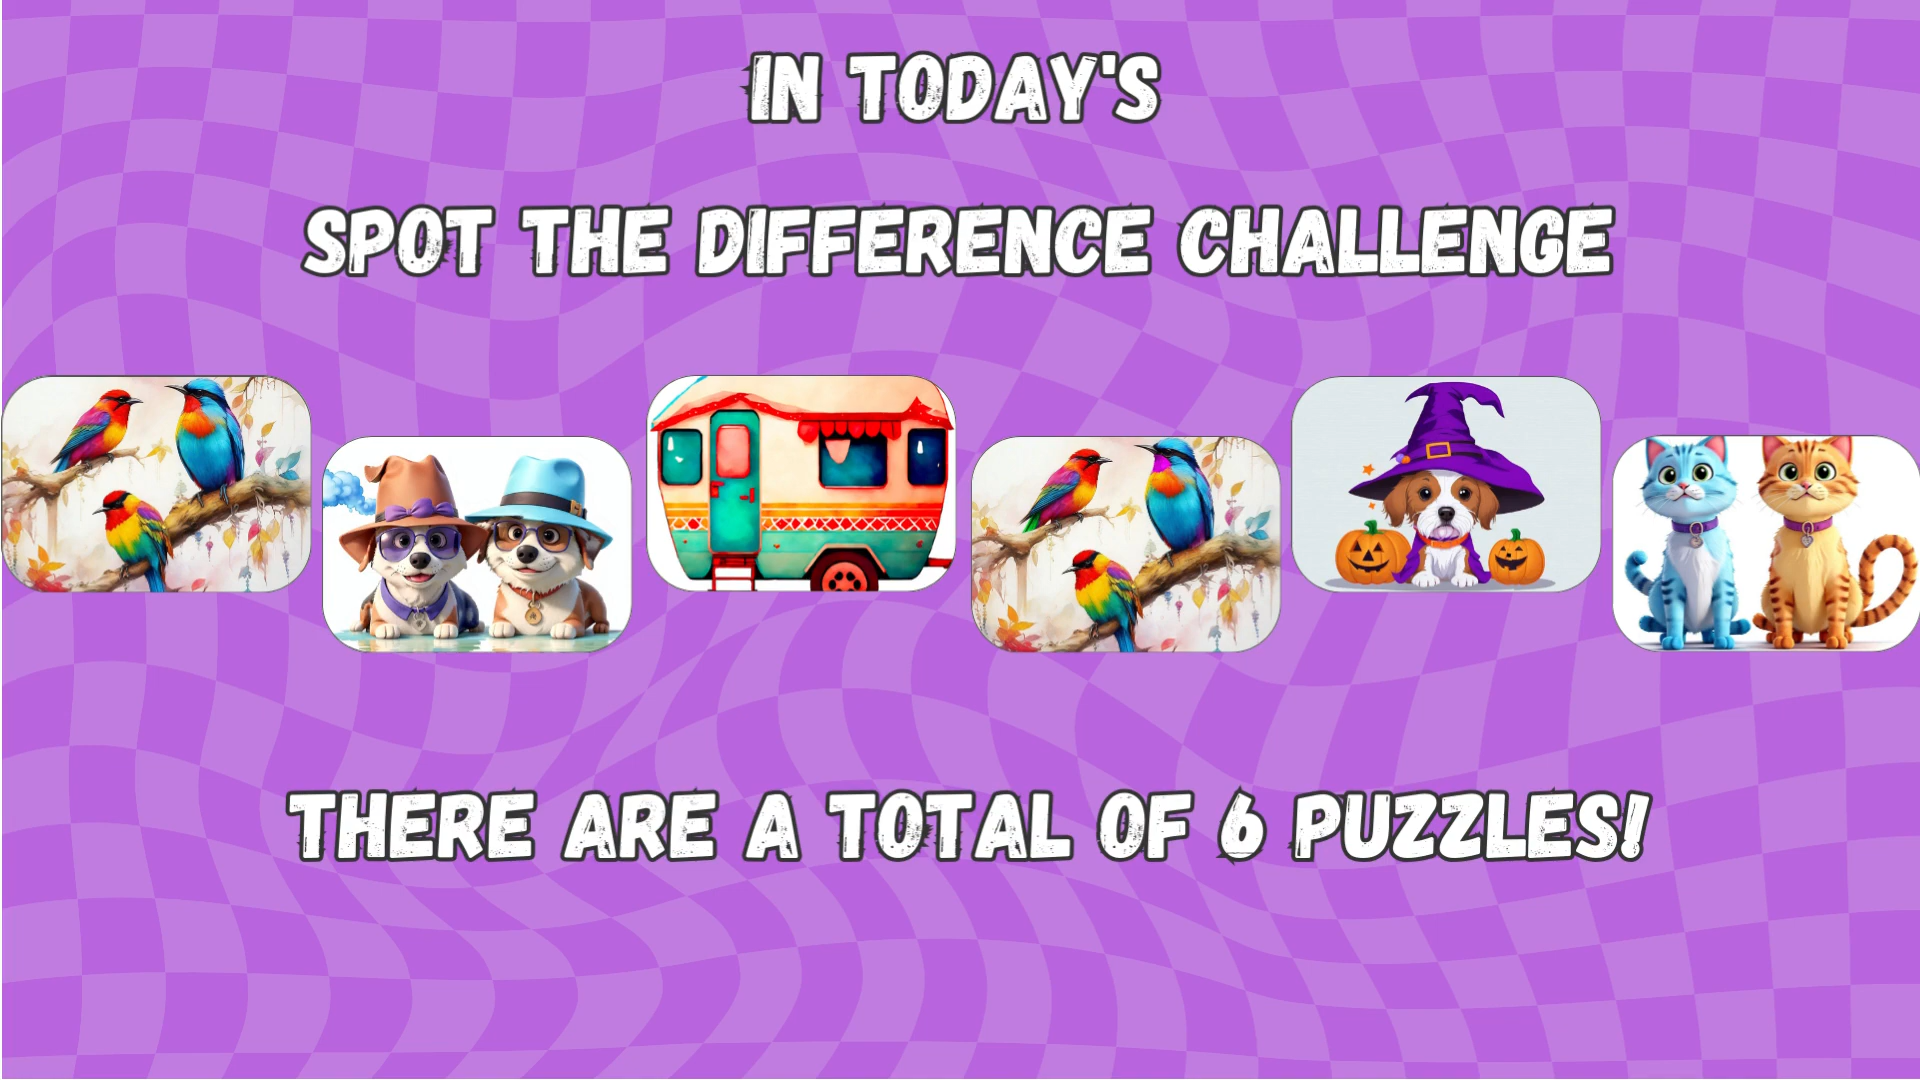 IN TODAY'S
SPOT THE DIFFERENCE CHALLENGE
THERE ARE A TOTAL OF 6 PUZZLES!